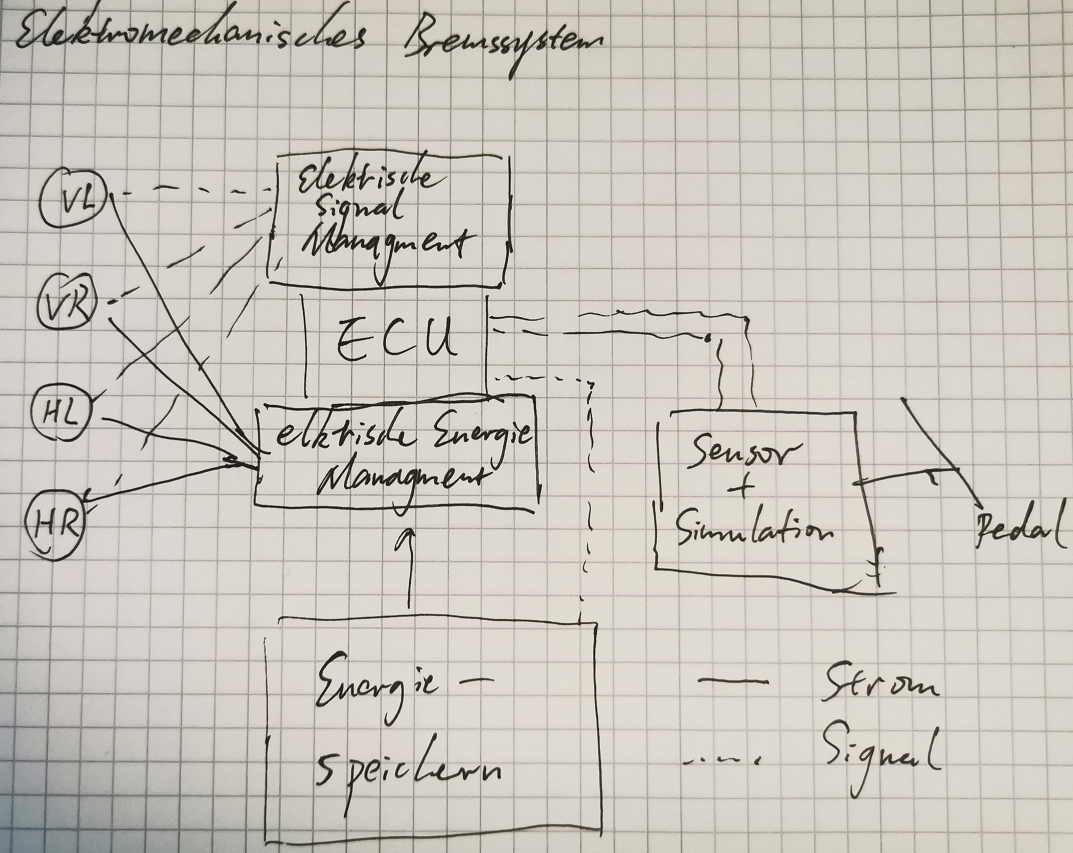 Elektromechanisches Bremssystem
VL
VR
HL
HR
Elektrische
Signal
Managment
ECU
elktrische Energie
Managment
Sensor
+
Simulation
Pedal
Energie –
speichern
Strom
Signal